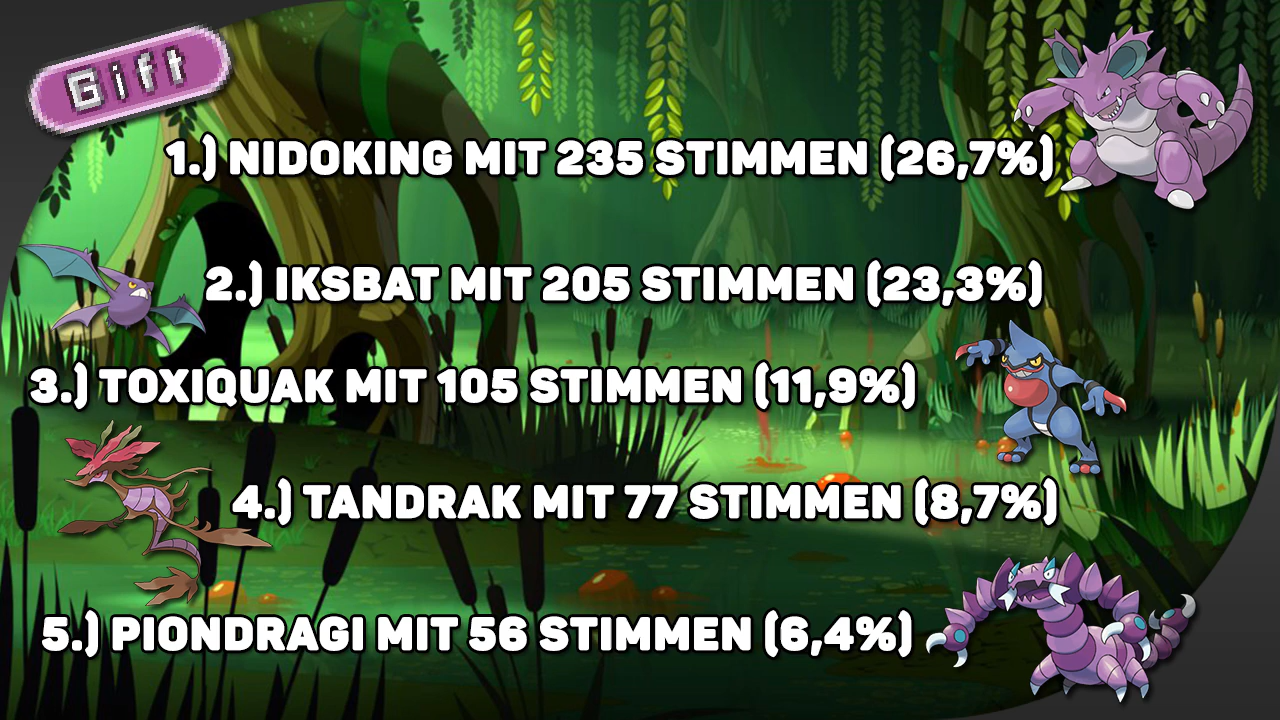 Gift
1.) NIDOKING MIT 235 STIMMEN (26,7%)
2.) IKSBAT MIT 205 STIMMEN (23,3%)
3.) TOXIQUAK MIT 105 STIMMEN (11,9%)
4.) TANDRAK MIT 77 STIMMEN (8,7%)
5.) PIONDRAGI MIT 56 STIMMEN (6,4%)